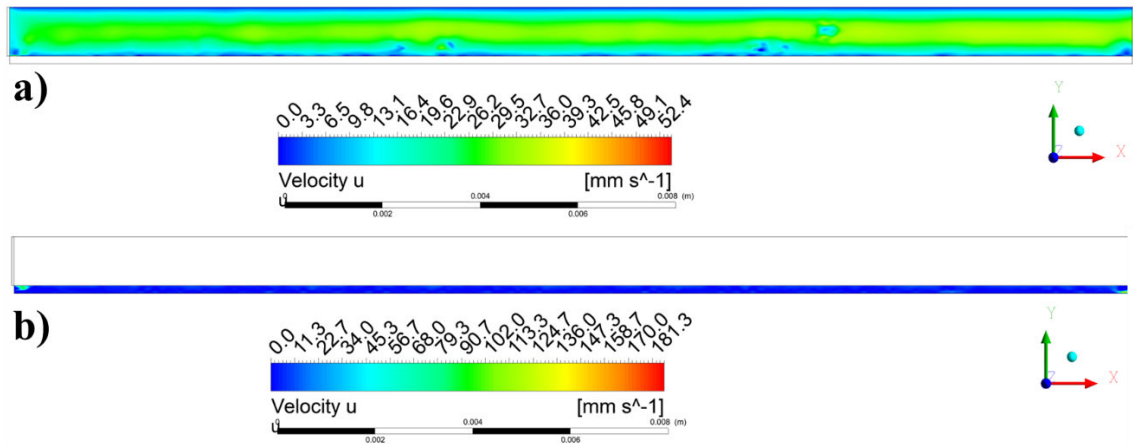 a)
0.0 3.3 6.5 9.8 13.1 16.4 19.6 22.9 26.2 29.5 32.7 36.0 39.3 42.5 45.8 49.1 52.4
Y
Z X
Velocity u [mm s^-1]
0 0.004 0.008 (m)
0.002 0.006
b)
0.0 11.3 22.7 34.0 45.3 56.7 68.0 79.3 90.7 102.0 113.3 124.7 136.0 147.3 158.7 170.0 181.3
Y
Z X
Velocity u [mm s^-1]
0 0.004 0.008 (m)
0.002 0.006